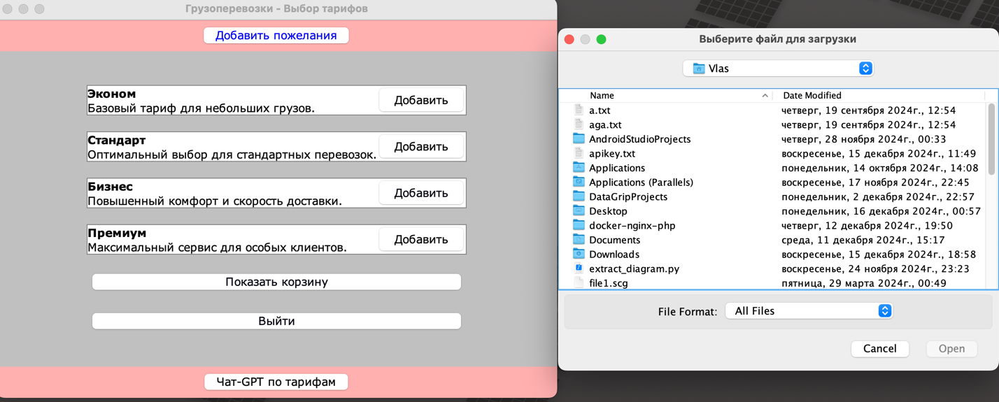 Грузоперевозки - Выбор тарифов
Добавить пожелания
Эконом
Базовый тариф для небольших грузов.
Добавить
Стандарт
Оптимальный выбор для стандартных перевозок.
Добавить
Бизнес
Повышенный комфорт и скорость доставки.
Добавить
Премиум
Максимальный сервис для особых клиентов.
Добавить
Показать корзину
Выйти
Чат-GPT по тарифам
Выберите файл для загрузки
Vlas
Name Date Modified
a.txt четверг, 19 сентября 2024г., 12:54
aga.txt четверг, 19 сентября 2024г., 12:54
AndroidStudioProjects четверг, 28 ноября 2024г., 00:33
apikey.txt воскресенье, 15 декабря 2024г., 11:49
Applications понедельник, 14 октября 2024г., 14:08
Applications (Parallels) воскресенье, 17 ноября 2024г., 22:45
DataGripProjects понедельник, 2 декабря 2024г., 22:57
Desktop понедельник, 16 декабря 2024г., 00:57
docker-nginx-php четверг, 12 декабря 2024г., 19:50
Documents среда, 11 декабря 2024г., 15:17
Downloads воскресенье, 15 декабря 2024г., 18:58
extract_diagram.py воскресенье, 24 ноября 2024г., 23:23
file1.scg пятница, 29 марта 2024г., 00:49
File Format: All Files
Cancel Open